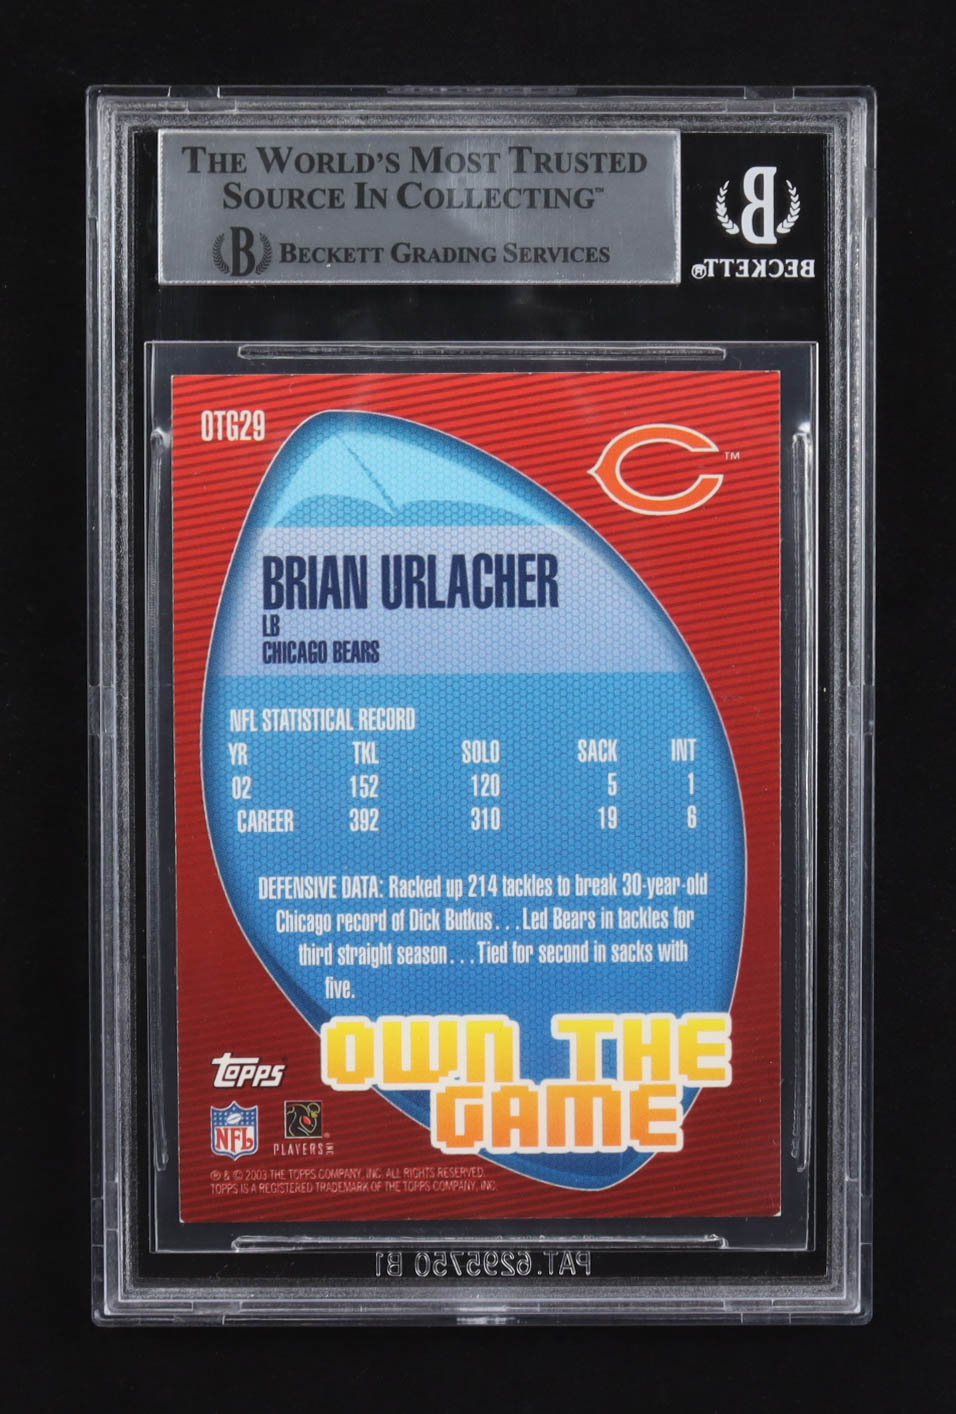 THE WORLD'S MOST TRUSTED
SOURCE IN COLLECTING™
B BECKETT GRADING SERVICES
B
BECKETT®
OTG29
C TM
BRIAN URLACHER
LB
CHICAGO BEARS
NFL STATISTICAL RECORD
YR TKL SOLO SACK INT
02 152 120 5 1
CAREER 392 310 19 6
DEFENSIVE DATA: Racked up 214 tackles to break 30-year-old
Chicago record of Dick Butkus...Led Bears in tackles for
third straight season...Tied for second in sacks with
five.
OWN THE
GAME
TOPPS
NFL
PLAYERS INC
® & © 2003 THE TOPPS COMPANY, INC. ALL RIGHTS RESERVED.
TOPPS IS A REGISTERED TRADEMARK OF THE TOPPS COMPANY, INC.
PAT.6295750 B1